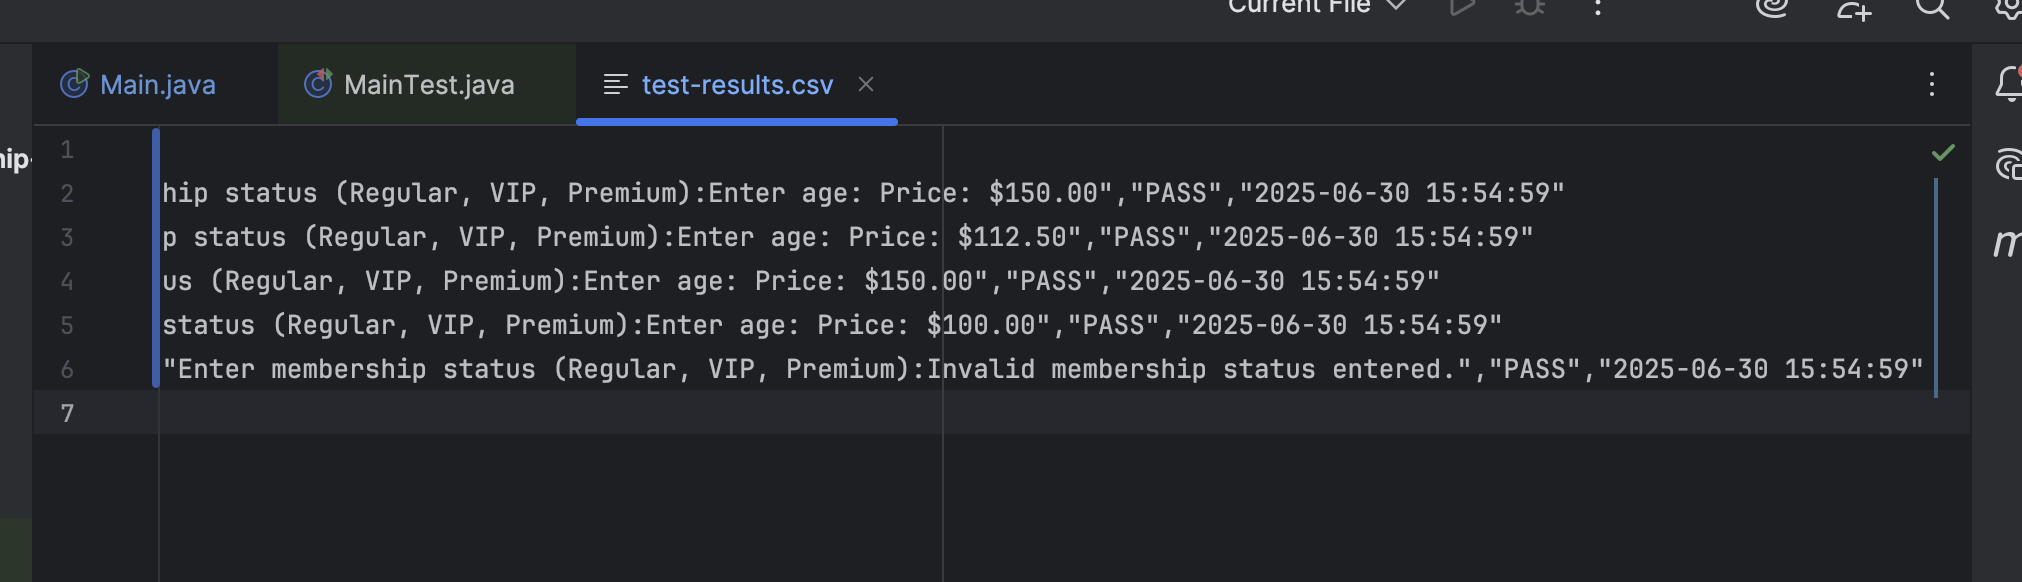 Current File
Main.java
MainTest.java
test-results.csv
1
2 hip status (Regular, VIP, Premium):Enter age: Price: $150.00","PASS","2025-06-30 15:54:59"
3 p status (Regular, VIP, Premium):Enter age: Price: $112.50","PASS","2025-06-30 15:54:59"
4 us (Regular, VIP, Premium):Enter age: Price: $150.00","PASS","2025-06-30 15:54:59"
5 status (Regular, VIP, Premium):Enter age: Price: $100.00","PASS","2025-06-30 15:54:59"
6 "Enter membership status (Regular, VIP, Premium):Invalid membership status entered.","PASS","2025-06-30 15:54:59"
7
hip-
m